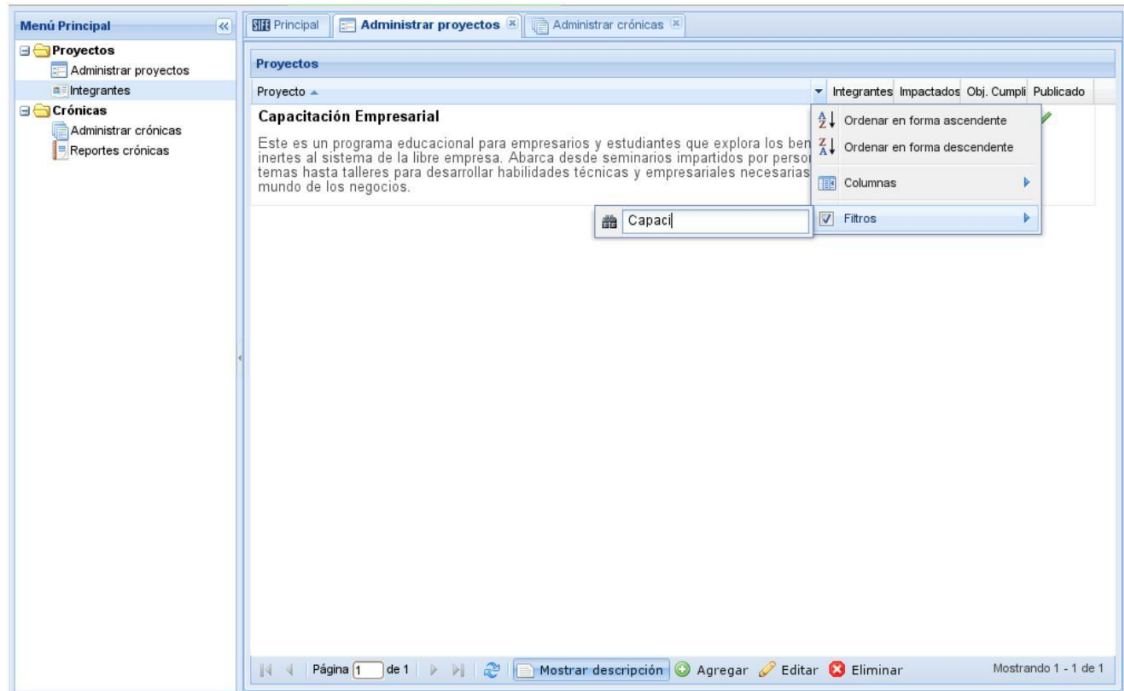 Menú Principal
Proyectos
Administrar proyectos
Integrantes
Crónicas
Administrar crónicas
Reportes crónicas
SIFE Principal
Administrar proyectos
Administrar crónicas
Proyectos
Proyecto Integrantes Impactados Obj. Cumpli Publicado
Capacitación Empresarial
Este es un programa educacional para empresarios y estudiantes que explora los ben
inertes al sistema de la libre empresa. Abarca desde seminarios impartidos por perso
temas hasta talleres para desarrollar habilidades técnicas y empresariales necesarias
mundo de los negocios.
Ordenar en forma ascendente
Ordenar en forma descendente
Columnas
Filtros
Capaci
Página 1 de 1 Mostrar descripción Agregar Editar Eliminar Mostrando 1 - 1 de 1